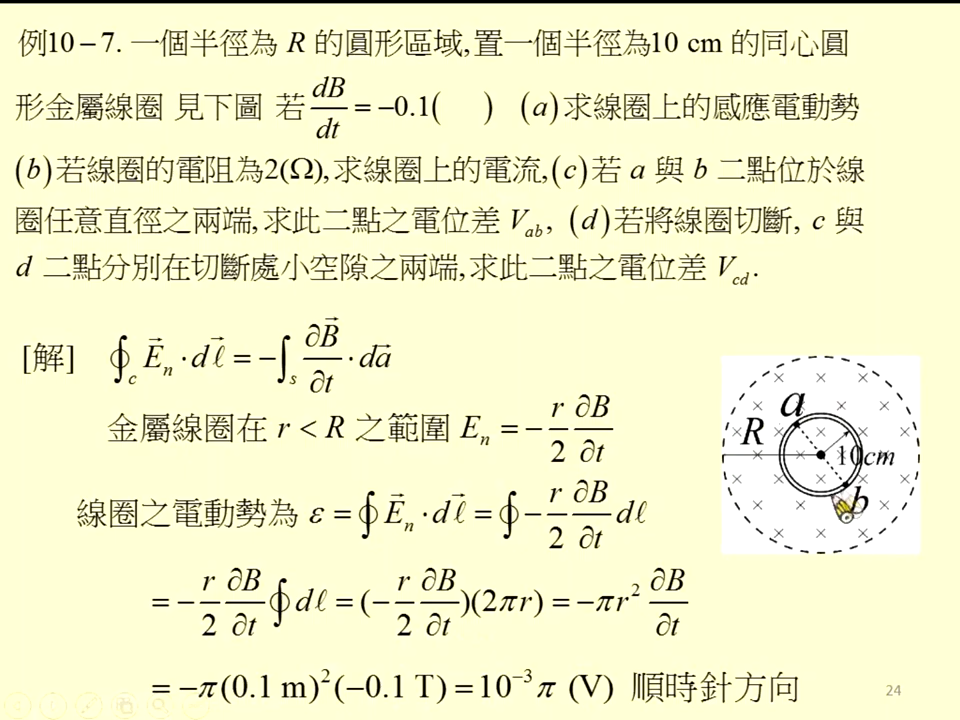 例10－7. 一個半徑為 R 的圓形區域,置一個半徑為10 cm 的同心圓
形金屬線圈 見下圖 若 dB/dt = −0.1(    ) (a)求線圈上的感應電動勢
(b)若線圈的電阻為2(Ω),求線圈上的電流,(c)若 a 與 b 二點位於線
圈任意直徑之兩端,求此二點之電位差 V_ab, (d)若將線圈切斷, c 與
d 二點分別在切斷處小空隙之兩端,求此二點之電位差 V_cd.
[解] ∮_c E⃗_n · dℓ⃗ = −∫_s ∂B⃗/∂t · da⃗
金屬線圈在 r < R 之範圍 E_n = − r/2 ∂B/∂t
線圈之電動勢為 ε = ∮ E⃗_n · dℓ⃗ = ∮ − r/2 ∂B/∂t dℓ
= − r/2 ∂B/∂t ∮ dℓ = (− r/2 ∂B/∂t)(2πr) = −πr² ∂B/∂t
= −π(0.1 m)²(−0.1 T) = 10⁻³π (V) 順時針方向
a
R
10cm
b
24